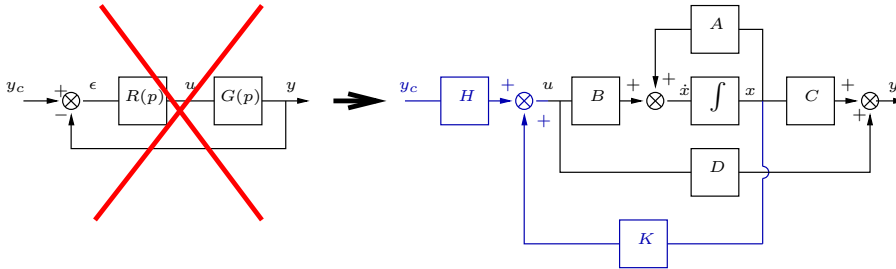 y_c + − ϵ R(p) u G(p) y
A
y_c H + + u B + + ẋ ∫ x C + + y
D
K